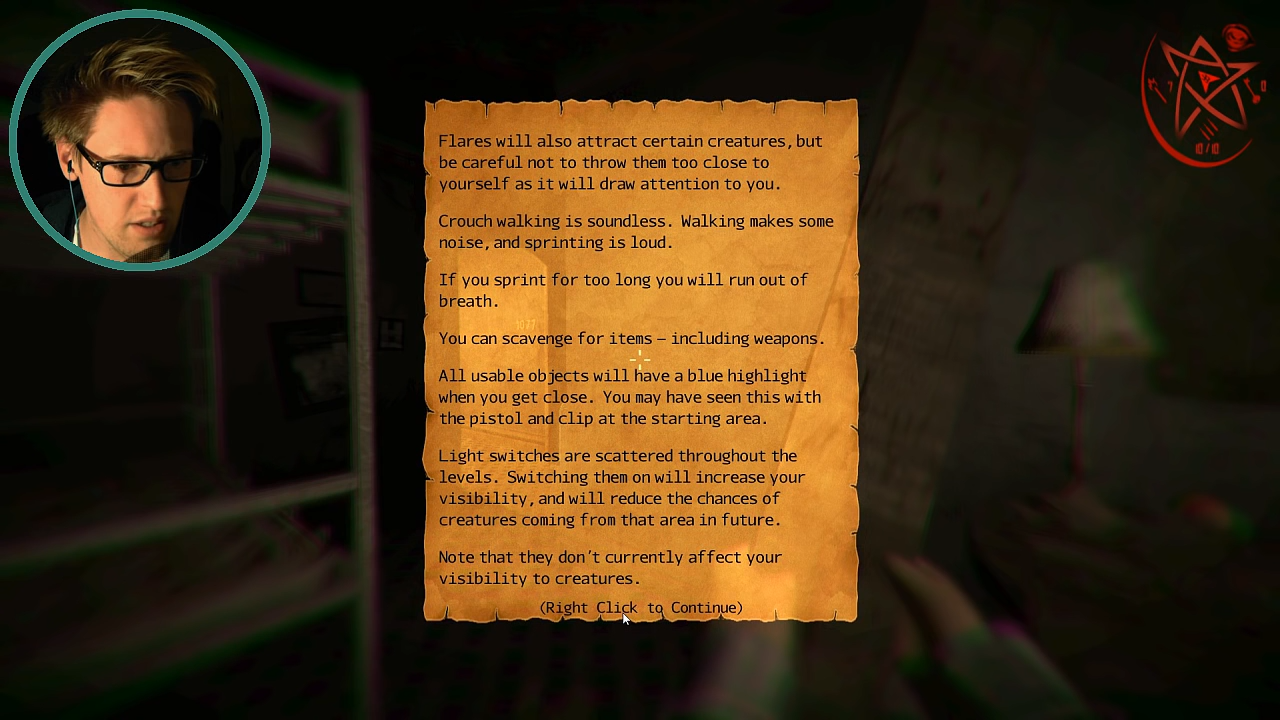 Flares will also attract certain creatures, but
be careful not to throw them too close to
yourself as it will draw attention to you.
Crouch walking is soundless. Walking makes some
noise, and sprinting is loud.
If you sprint for too long you will run out of
breath.
You can scavenge for items – including weapons.
All usable objects will have a blue highlight
when you get close. You may have seen this with
the pistol and clip at the starting area.
Light switches are scattered throughout the
levels. Switching them on will increase your
visibility, and will reduce the chances of
creatures coming from that area in future.
Note that they don't currently affect your
visibility to creatures.
(Right Click to Continue)